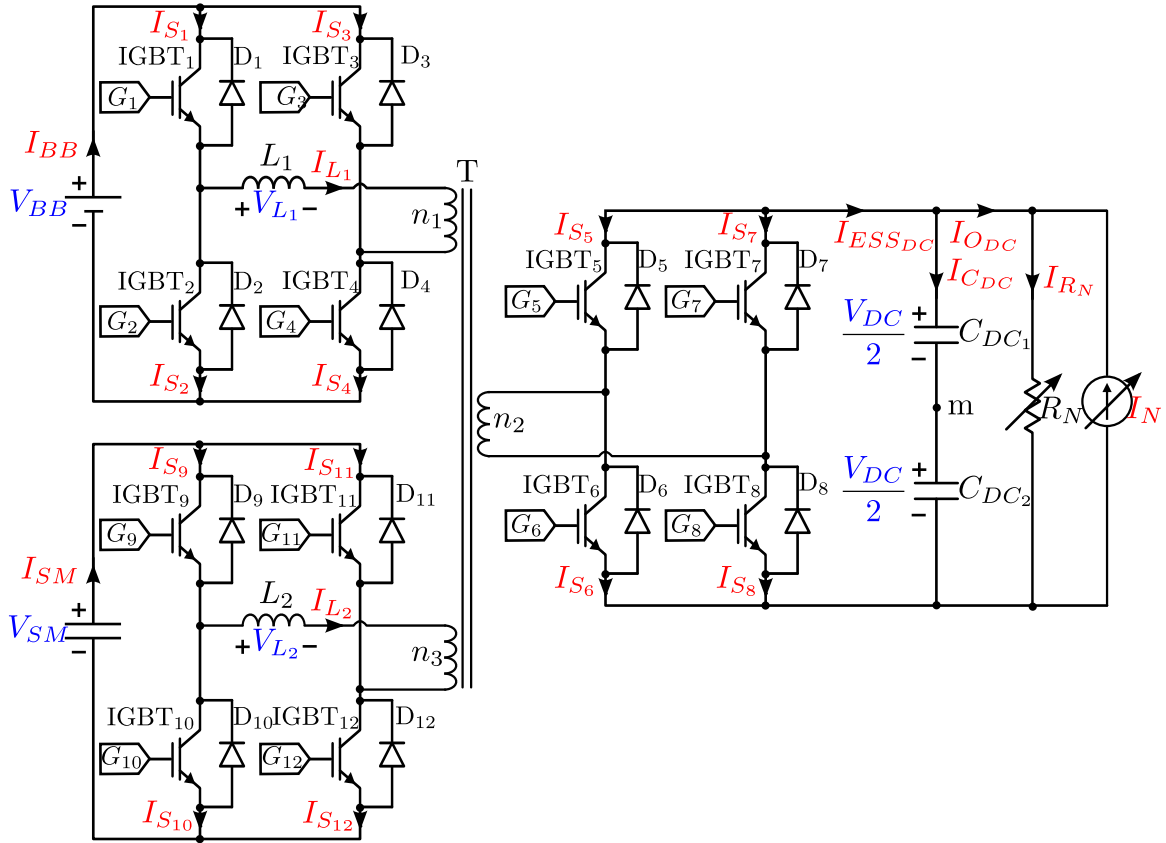 I_{S_1} I_{S_3}
IGBT_1 D_1 IGBT_3 D_3
G_1 G_3
I_{BB} L_1 I_{L_1} T
+ V_{BB} − + V_{L_1} − n_1
IGBT_2 D_2 IGBT_4 D_4
G_2 G_4
I_{S_2} I_{S_4}
I_{S_9} I_{S_{11}}
IGBT_9 D_9 IGBT_{11} D_{11}
G_9 G_{11}
I_{SM} L_2 I_{L_2}
+ V_{SM} − + V_{L_2} − n_3
IGBT_{10} D_{10} IGBT_{12} D_{12}
G_{10} G_{12}
I_{S_{10}} I_{S_{12}}
I_{S_5} I_{S_7} I_{ESS_{DC}} I_{O_{DC}}
IGBT_5 D_5 IGBT_7 D_7 I_{C_{DC}} I_{R_N}
G_5 G_7
V_{DC}/2 + − C_{DC_1}
n_2 m R_N I_N
IGBT_6 D_6 IGBT_8 D_8
V_{DC}/2 + − C_{DC_2}
G_6 G_8
I_{S_6} I_{S_8}